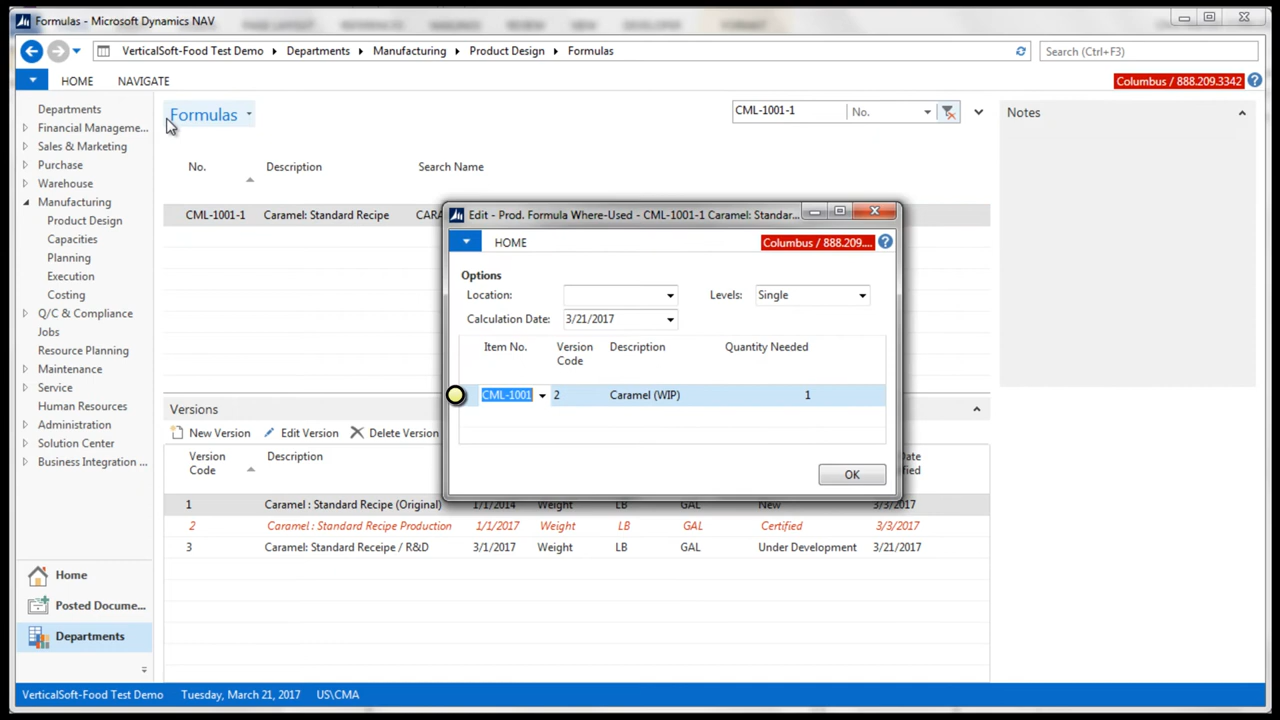 Formulas - Microsoft Dynamics NAV
VerticalSoft-Food Test Demo Departments Manufacturing Product Design Formulas
Search (Ctrl+F3)
HOME NAVIGATE
Columbus / 888.209.3342
Departments
Financial Manageme...
Sales & Marketing
Purchase
Warehouse
Manufacturing
Product Design
Capacities
Planning
Execution
Costing
Q/C & Compliance
Jobs
Resource Planning
Maintenance
Service
Human Resources
Administration
Solution Center
Business Integration ...
Home
Posted Docume...
Departments
Formulas
CML-1001-1 No.
Notes
No. Description Search Name
CML-1001-1 Caramel: Standard Recipe CARA
Edit - Prod. Formula Where-Used - CML-1001-1 Caramel: Standar...
HOME
Columbus / 888.209....
Options
Location: Levels: Single
Calculation Date: 3/21/2017
Item No. Version Code Description Quantity Needed
CML-1001 2 Caramel (WIP) 1
OK
Versions
New Version Edit Version Delete Version
Version Code Description Date
1 Caramel : Standard Recipe (Original) 1/1/2014 Weight LB GAL New 3/3/2017
2 Caramel : Standard Recipe Production 1/1/2017 Weight LB GAL Certified 3/3/2017
3 Caramel: Standard Receipe / R&D 3/1/2017 Weight LB GAL Under Development 3/21/2017
VerticalSoft-Food Test Demo Tuesday, March 21, 2017 US\CMA